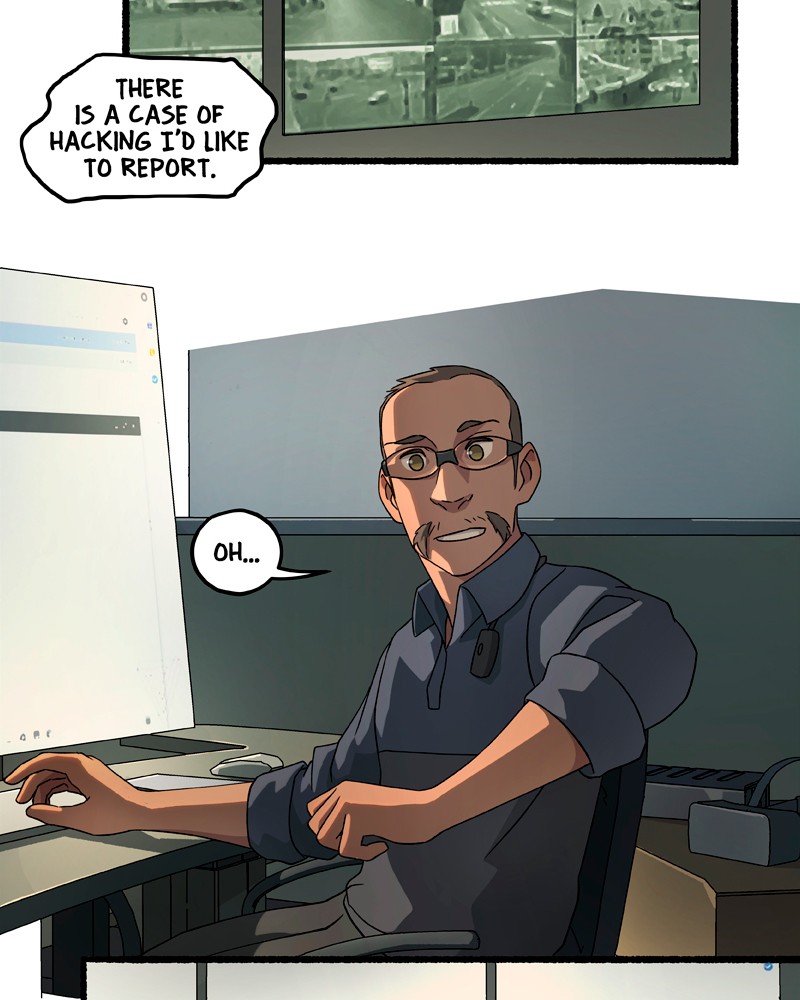 THERE
IS A CASE OF
HACKING I'D LIKE
TO REPORT.
OH...